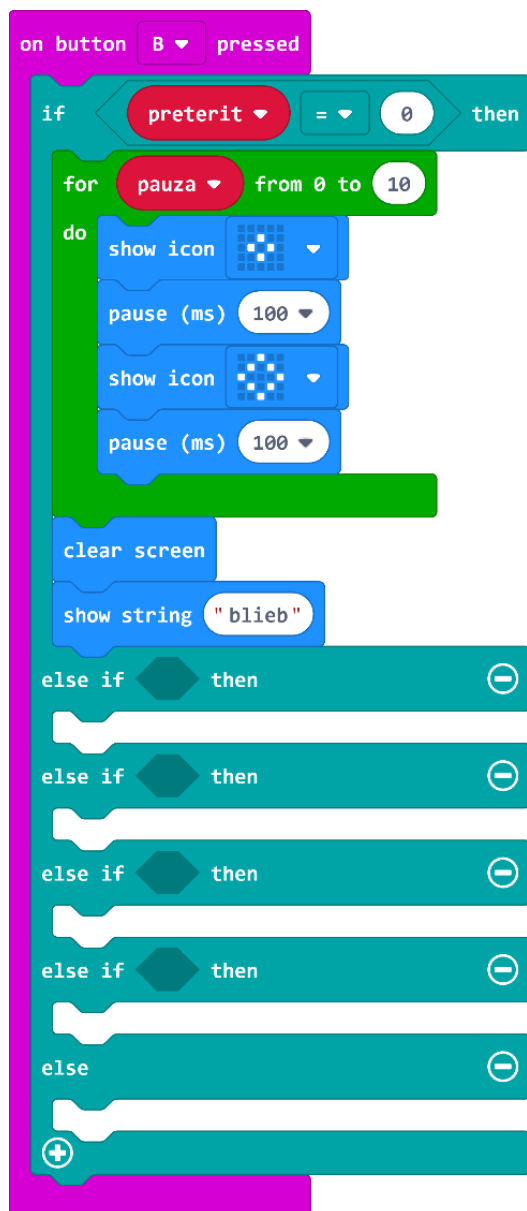 on button B pressed
if preterit = 0 then
for pauza from 0 to 10
do
show icon
pause (ms) 100
show icon
pause (ms) 100
clear screen
show string "blieb"
else if then
else if then
else if then
else if then
else